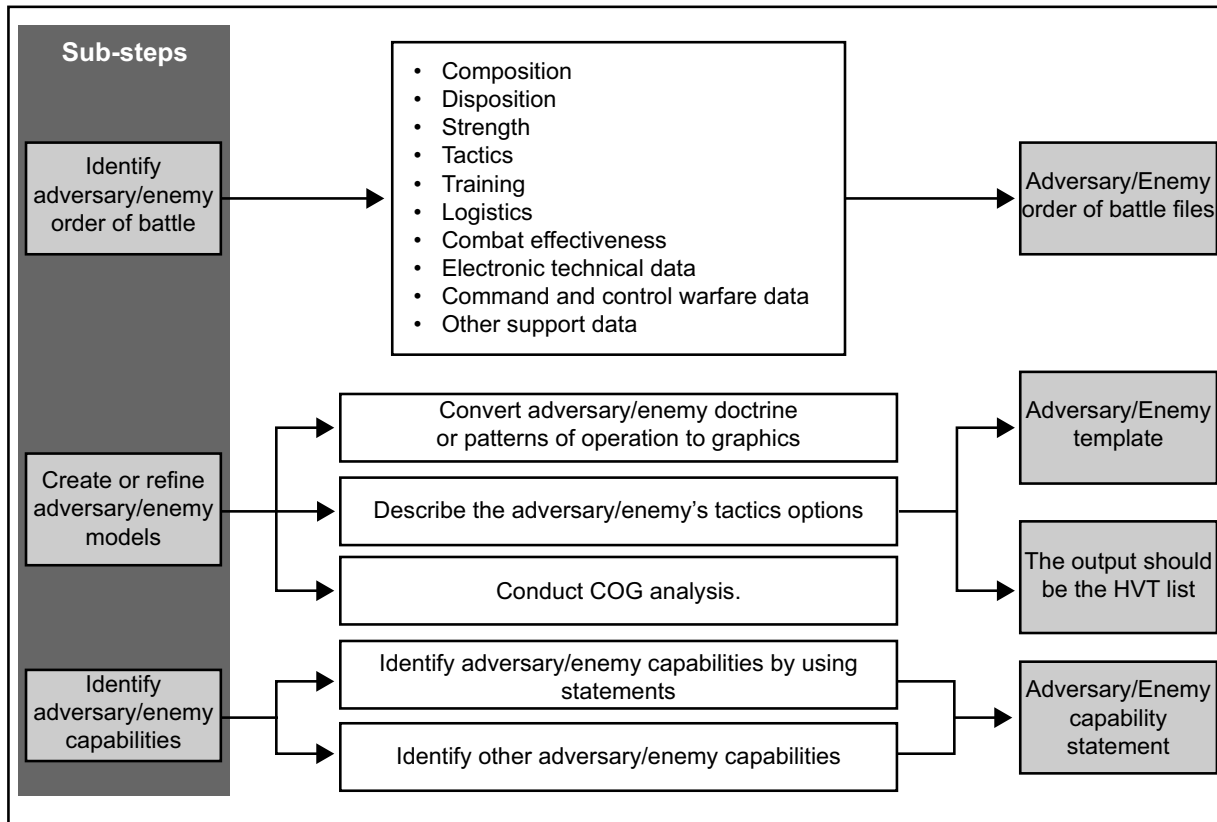 Sub-steps
Identify
adversary/enemy
order of battle
• Composition
• Disposition
• Strength
• Tactics
• Training
• Logistics
• Combat effectiveness
• Electronic technical data
• Command and control warfare data
• Other support data
Adversary/Enemy
order of battle files
Create or refine
adversary/enemy
models
Convert adversary/enemy doctrine
or patterns of operation to graphics
Describe the adversary/enemy’s tactics options
Conduct COG analysis.
Adversary/Enemy
template
The output should
be the HVT list
Identify
adversary/enemy
capabilities
Identify adversary/enemy capabilities by using
statements
Identify other adversary/enemy capabilities
Adversary/Enemy
capability
statement